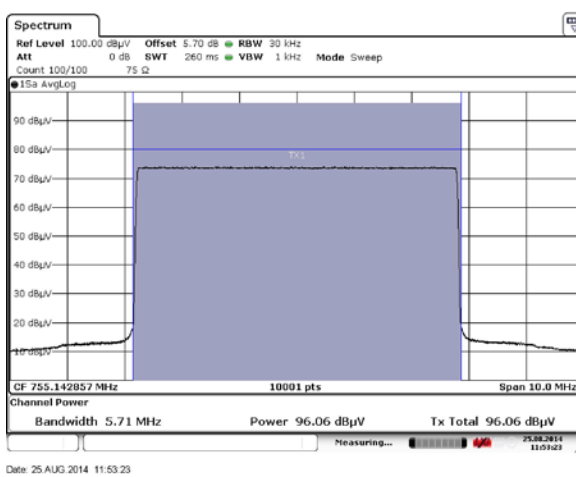 Spectrum
Ref Level 100.00 dBµV Offset 5.70 dB RBW 30 kHz
Att 0 dB SWT 260 ms VBW 1 kHz Mode Sweep
Count 100/100 75 Ω
1Sa AvgLog
90 dBµV
80 dBµV
TX1
70 dBµV
60 dBµV
50 dBµV
40 dBµV
30 dBµV
20 dBµV
10 dBµV
CF 755.142857 MHz 10001 pts Span 10.0 MHz
Channel Power
Bandwidth 5.71 MHz Power 96.06 dBµV Tx Total 96.06 dBµV
Measuring... 25.08.2014
11:53:23
Date: 25.AUG.2014 11:53:23